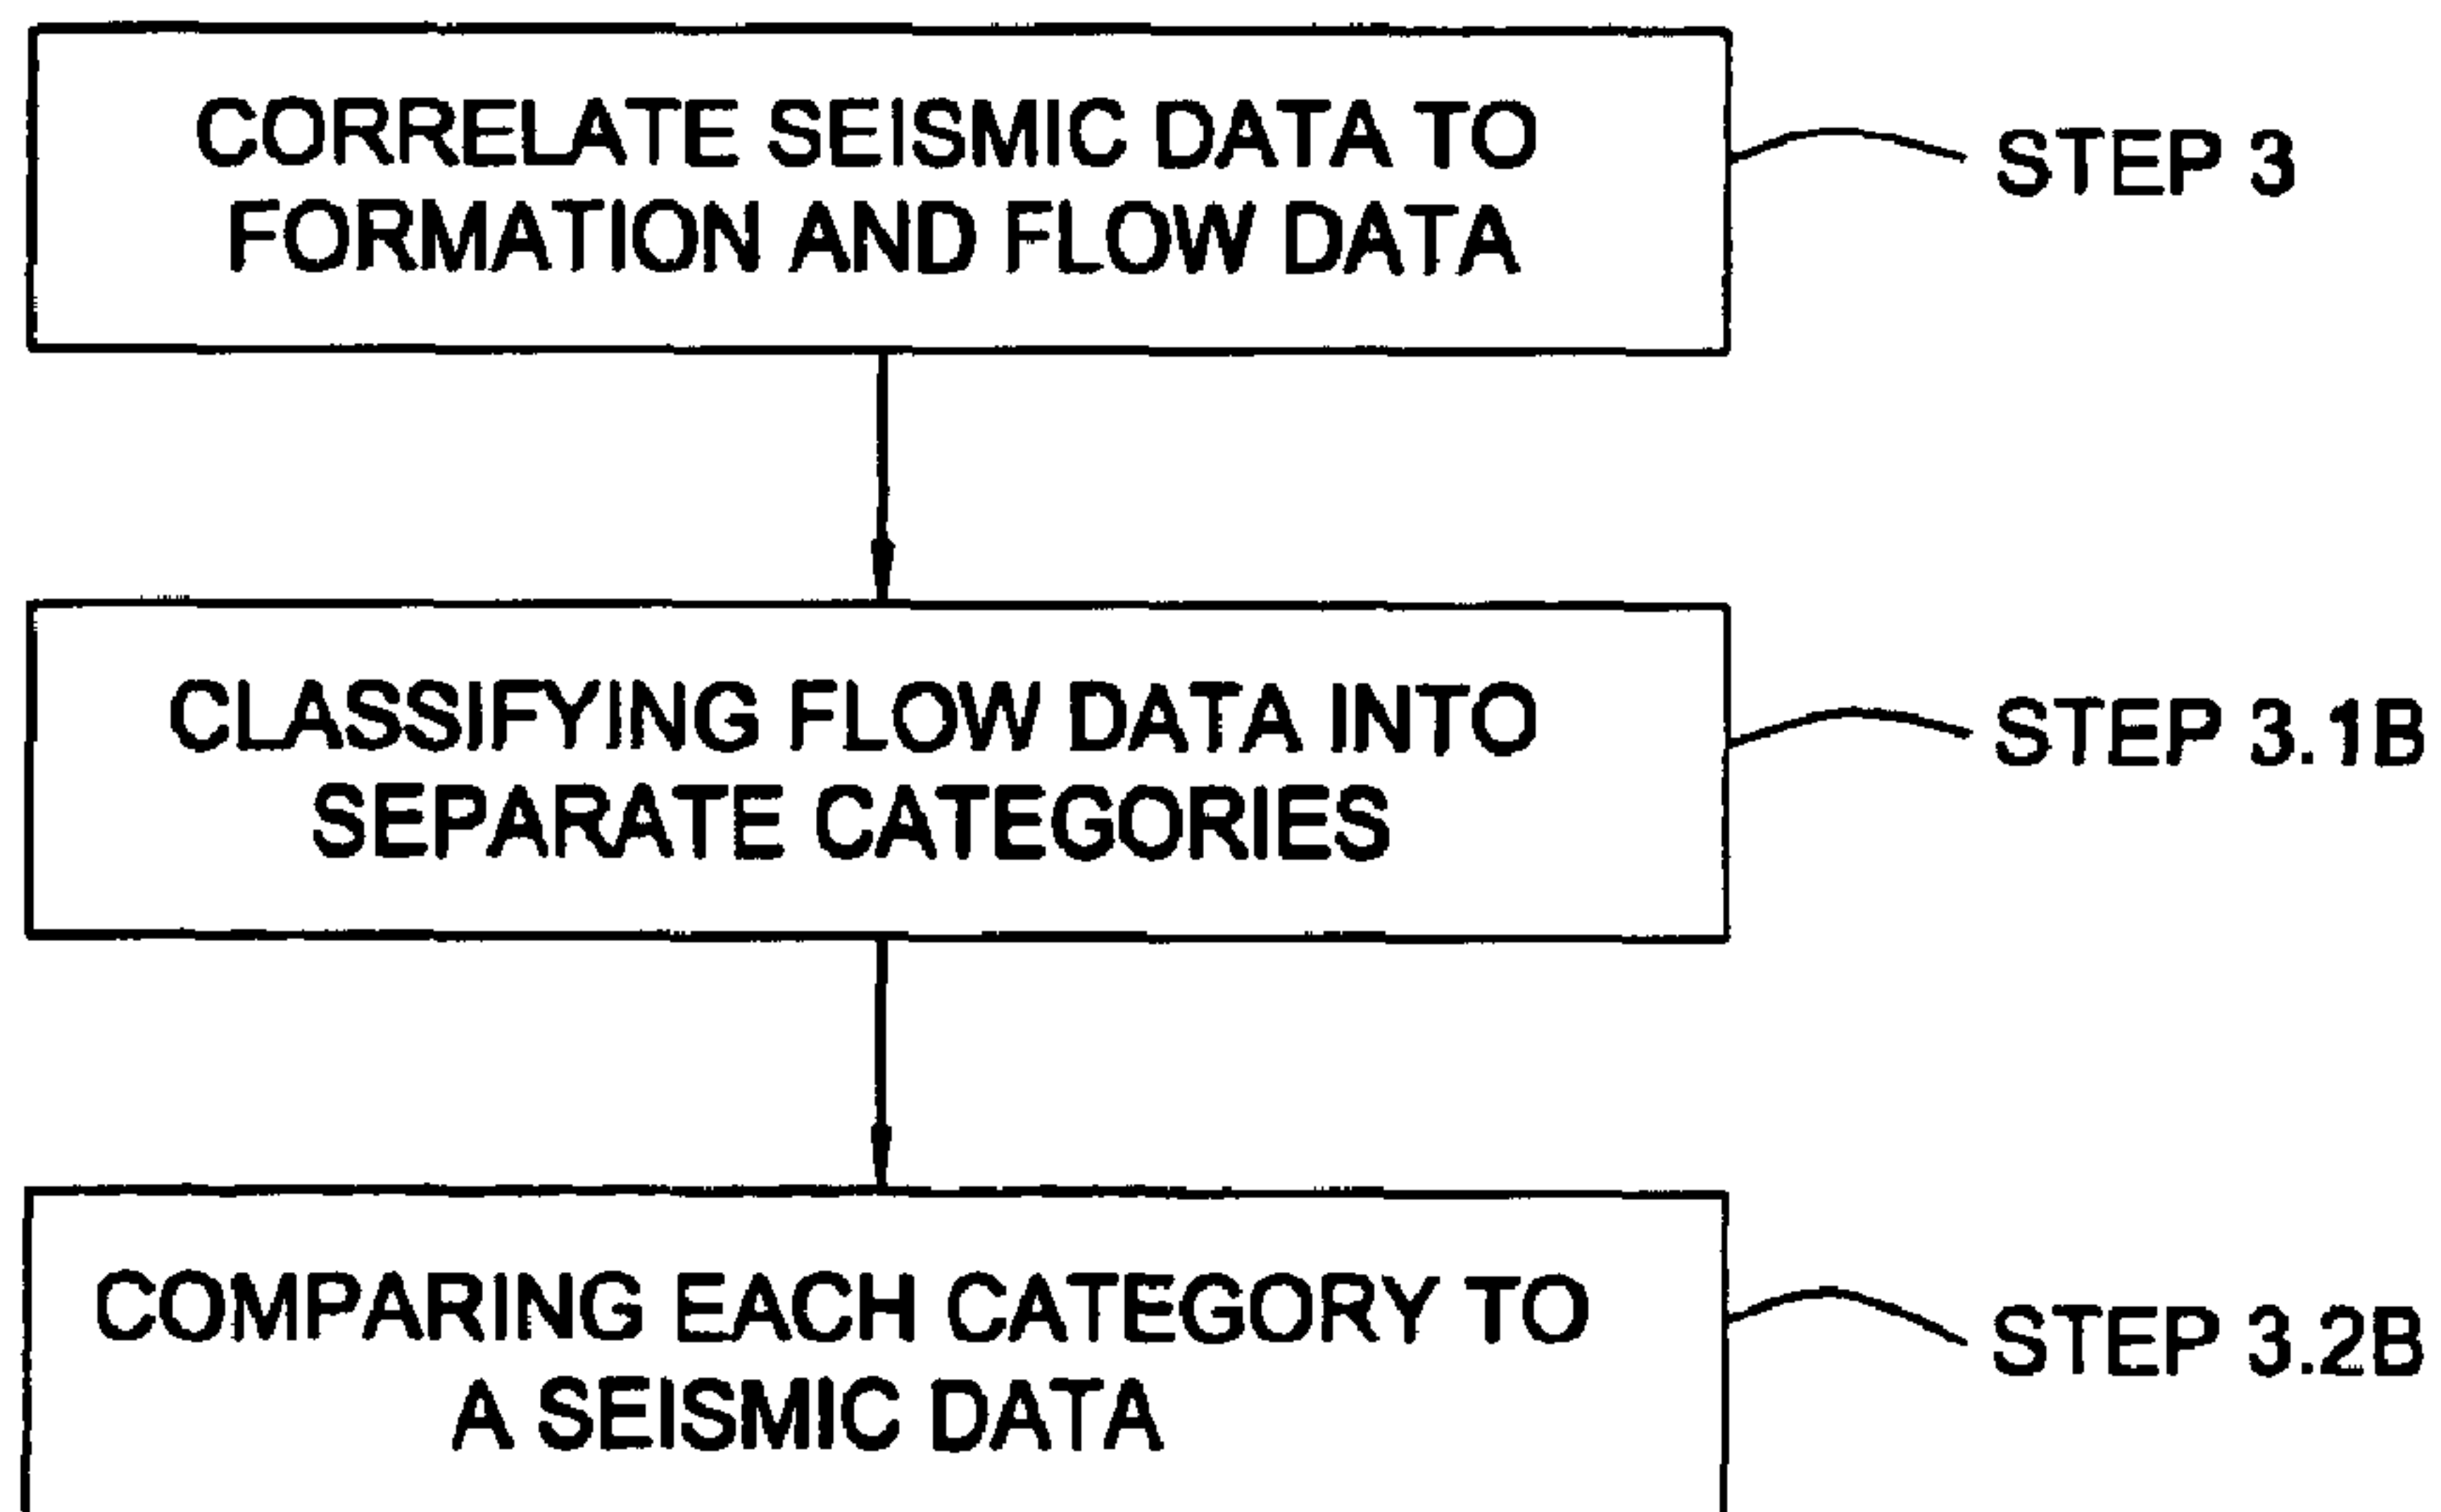 CORRELATE SEISMIC DATA TO
FORMATION AND FLOW DATA
STEP 3
CLASSIFYING FLOW DATA INTO
SEPARATE CATEGORIES
STEP 3.1B
COMPARING EACH CATEGORY TO
A SEISMIC DATA
STEP 3.2B